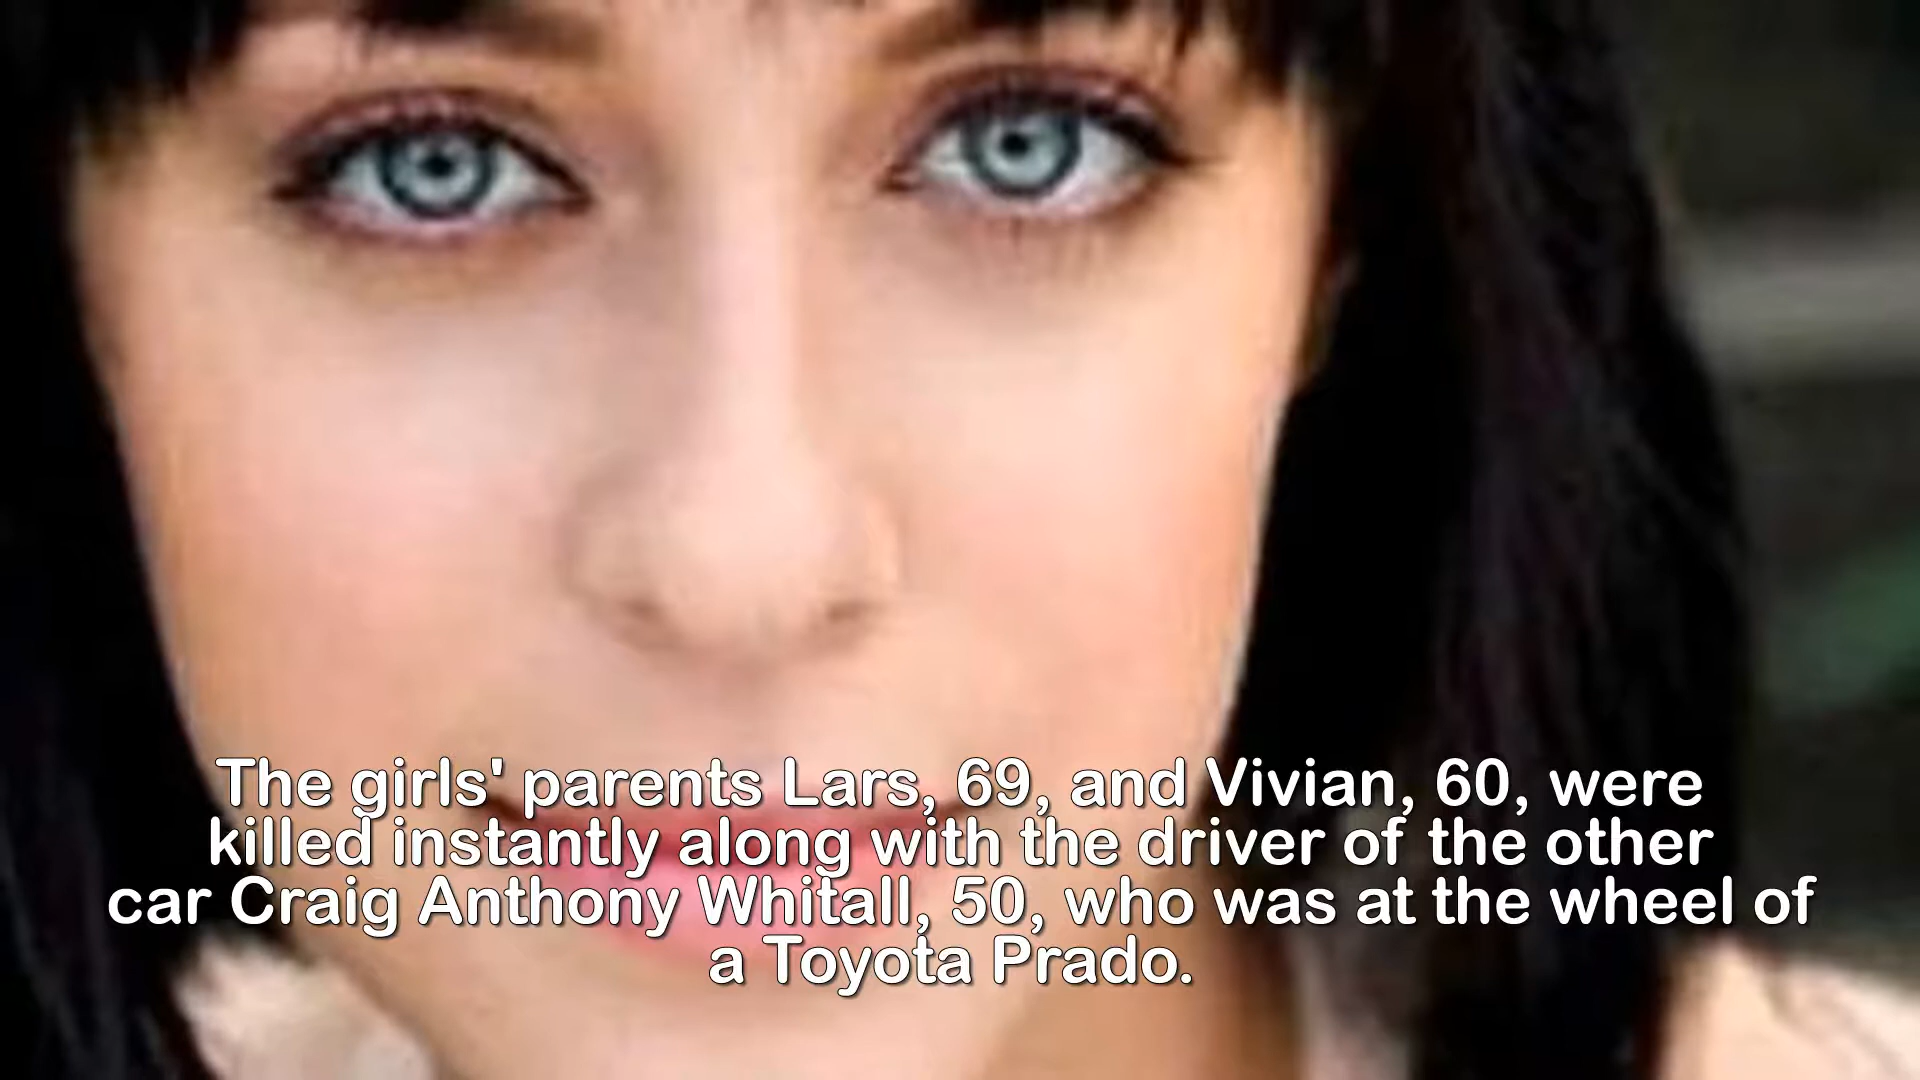 The girls' parents Lars, 69, and Vivian, 60, were
killed instantly along with the driver of the other
car Craig Anthony Whitall, 50, who was at the wheel of
a Toyota Prado.